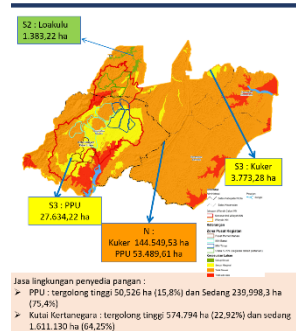 S2 : Loakulu
1.383,22 ha
S3 : Kuker
3.773,28 ha
S3 : PPU
27.634,22 ha
N :
Kuker 144.549,53 ha
PPU 53.489,61 ha
Jasa lingkungan penyedia pangan :
➢ PPU : tergolong tinggi 50,526 ha (15,8%) dan Sedang 239,998,3 ha
(75,4%)
➢ Kutai Kertanegara : tergolong tinggi 574.794 ha (22,92%) dan sedang
1.611.130 ha (64,25%)